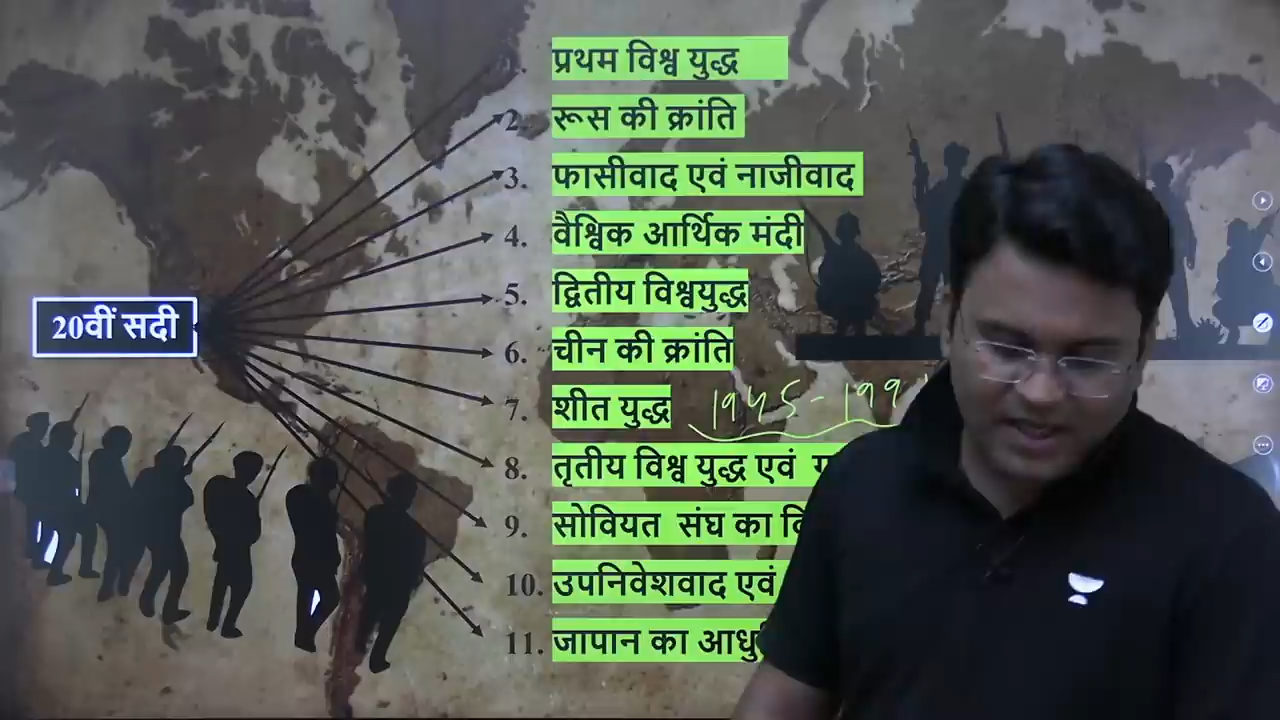 प्रथम विश्व युद्ध
2. रूस की क्रांति
3. फासीवाद एवं नाजीवाद
4. वैश्विक आर्थिक मंदी
20वीं सदी
5. द्वितीय विश्वयुद्ध
6. चीन की क्रांति
7. शीत युद्ध 1945-199
8. तृतीय विश्व युद्ध एवं
9. सोवियत संघ का
10. उपनिवेशवाद एवं
11. जापान का